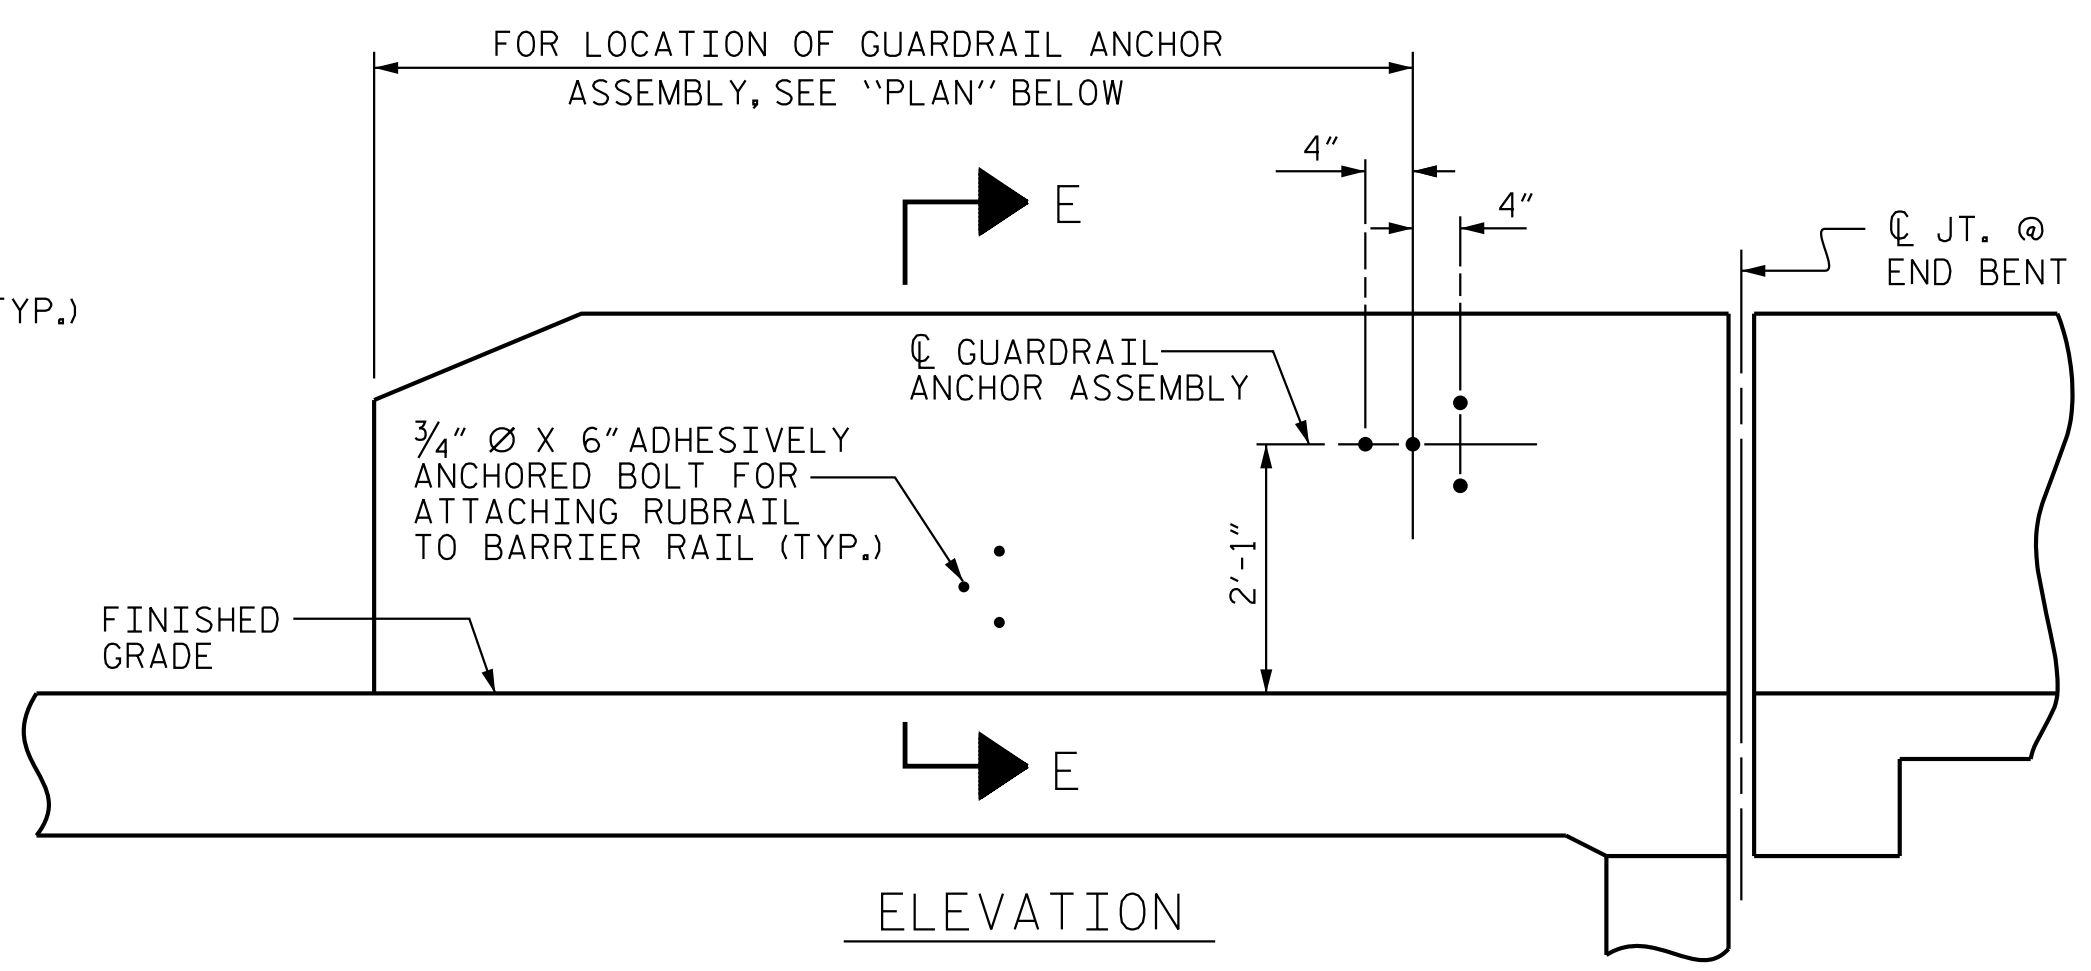 FOR LOCATION OF GUARDRAIL ANCHOR
ASSEMBLY, SEE "PLAN" BELOW
4"
4"
E
℄ JT. @
END BENT
TYP.)
℄ GUARDRAIL
ANCHOR ASSEMBLY
3/4" Ø X 6" ADHESIVELY
ANCHORED BOLT FOR
ATTACHING RUBRAIL
TO BARRIER RAIL (TYP.)
2'-1"
FINISHED
GRADE
E
ELEVATION